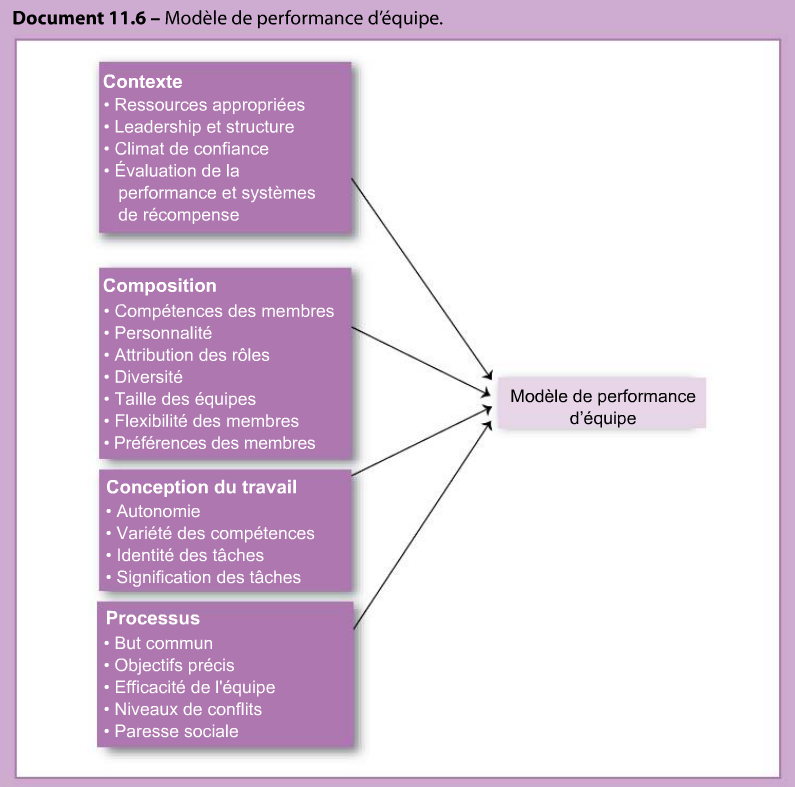 Document 11.6 – Modèle de performance d’équipe.
Contexte
• Ressources appropriées
• Leadership et structure
• Climat de confiance
• Évaluation de la
performance et systèmes
de récompense
Composition
• Compétences des membres
• Personnalité
• Attribution des rôles
• Diversité
• Taille des équipes
• Flexibilité des membres
• Préférences des membres
Conception du travail
• Autonomie
• Variété des compétences
• Identité des tâches
• Signification des tâches
Processus
• But commun
• Objectifs précis
• Efficacité de l'équipe
• Niveaux de conflits
• Paresse sociale
Modèle de performance
d’équipe